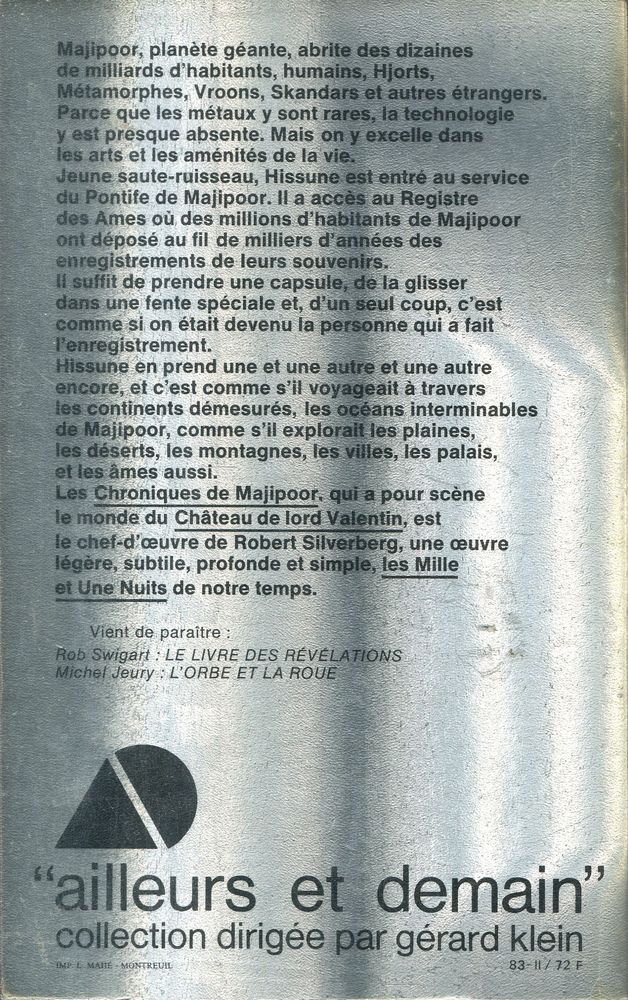 Majipoor, planète géante, abrite des dizaines
de milliards d'habitants, humains, Hjorts,
Métamorphes, Vroons, Skandars et autres étrangers.
Parce que les métaux y sont rares, la technologie
y est presque absente. Mais on y excelle dans
les arts et les aménités de la vie.
Jeune saute-ruisseau, Hissune est entré au service
du Pontife de Majipoor. Il a accès au Registre
des Ames où des millions d'habitants de Majipoor
ont déposé au fil de milliers d'années des
enregistrements de leurs souvenirs.
Il suffit de prendre une capsule, de la glisser
dans une fente spéciale et, d'un seul coup, c'est
comme si on était devenu la personne qui a fait
l'enregistrement.
Hissune en prend une et une autre et une autre
encore, et c'est comme s'il voyageait à travers
les continents démesurés, les océans interminables
de Majipoor, comme s'il explorait les plaines,
les déserts, les montagnes, les villes, les palais,
et les âmes aussi.
Les Chroniques de Majipoor, qui a pour scène
le monde du Château de lord Valentin, est
le chef-d'œuvre de Robert Silverberg, une œuvre
légère, subtile, profonde et simple, les Mille
et Une Nuits de notre temps.
Vient de paraître :
Rob Swigart : LE LIVRE DES RÉVÉLATIONS
Michel Jeury : L'ORBE ET LA ROUE
"ailleurs et demain"
collection dirigée par gérard klein
IMP. L. MAHÉ - MONTREUIL
83-II / 72 F